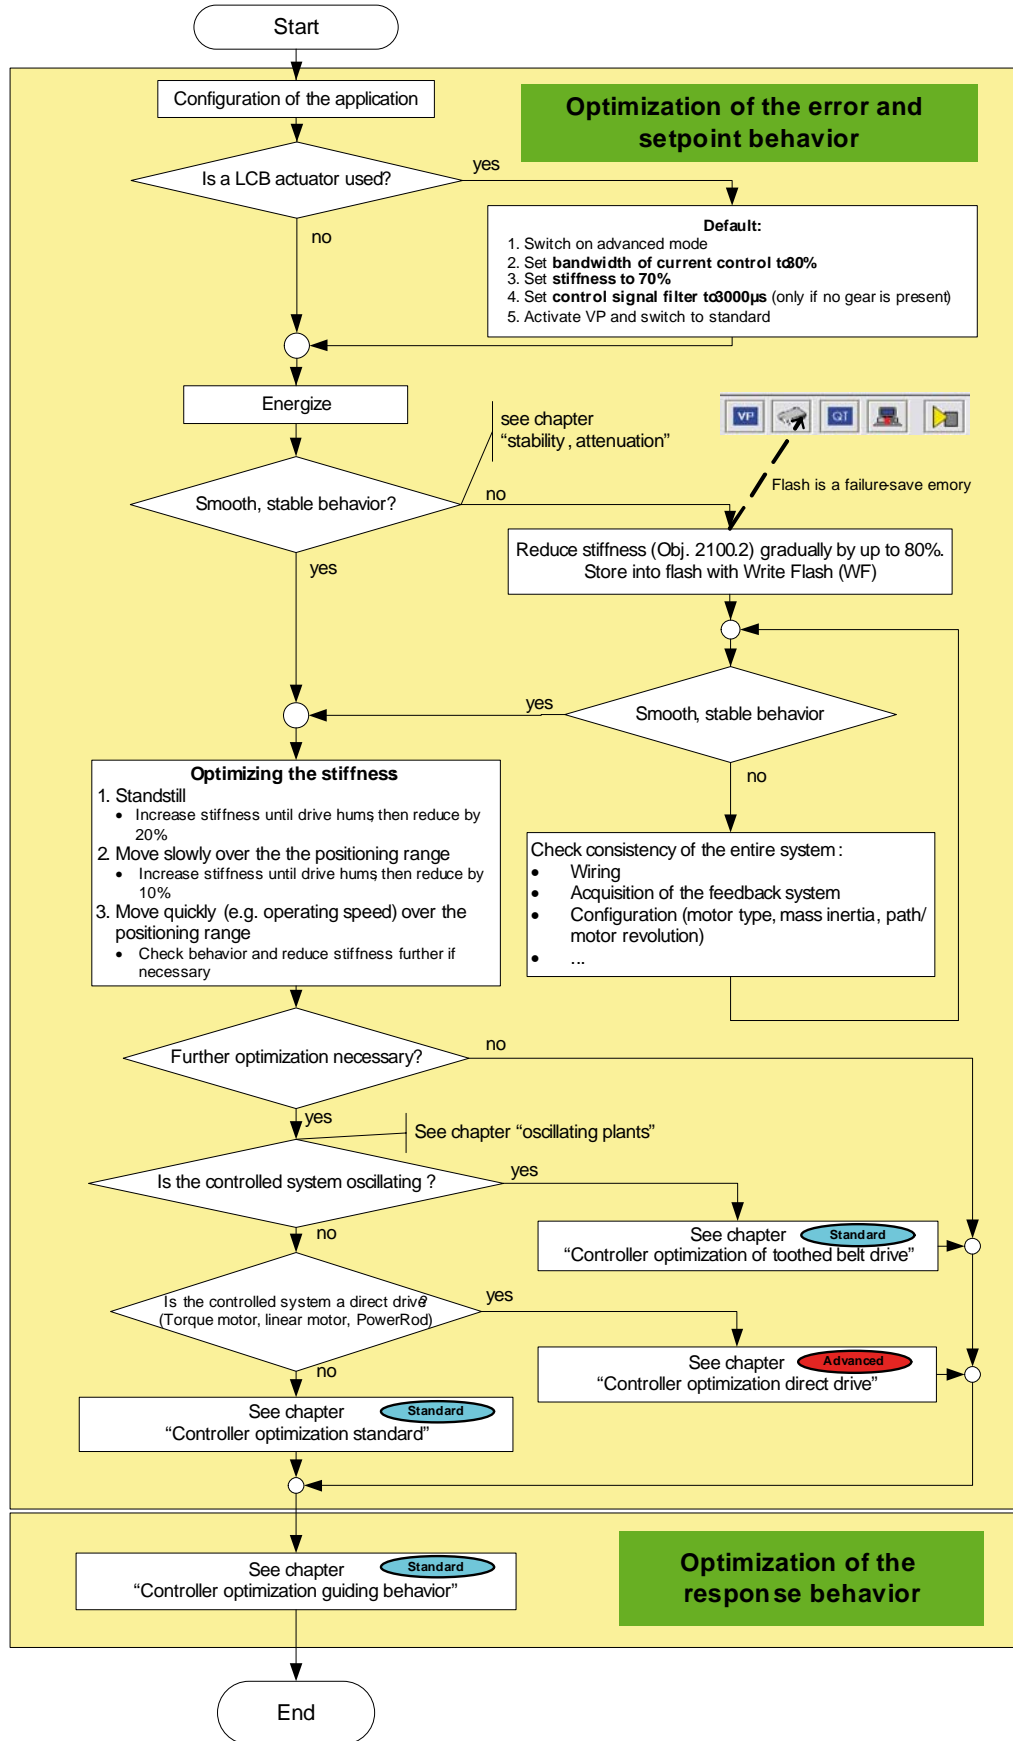 Start
Configuration of the application
Optimization of the error and
setpoint behavior
Is a LCB actuator used?
yes
no
Default:
1. Switch on advanced mode
2. Set bandwidth of current control to80%
3. Set stiffness to 70%
4. Set control signal filter to3000µs (only if no gear is present)
5. Activate VP and switch to standard
Energize
see chapter
“stability, attenuation”
VP
QT
Flash is a failure-save emory
Smooth, stable behavior?
no
yes
Reduce stiffness (Obj. 2100.2) gradually by up to 80%.
Store into flash with Write Flash (WF)
yes
Smooth, stable behavior
no
Optimizing the stiffness
1. Standstill
• Increase stiffness until drive hums, then reduce by
20%
2. Move slowly over the the positioning range
• Increase stiffness until drive hums, then reduce by
10%
3. Move quickly (e.g. operating speed) over the
positioning range
• Check behavior and reduce stiffness further if
necessary
Check consistency of the entire system :
• Wiring
• Acquisition of the feedback system
• Configuration (motor type, mass inertia, path/
motor revolution)
• ...
Further optimization necessary?
no
yes
See chapter “oscillating plants”
Is the controlled system oscillating ?
yes
no
See chapter Standard
“Controller optimization of toothed belt drive”
Is the controlled system a direct drive?
(Torque motor, linear motor, PowerRod)
yes
no
See chapter Advanced
“Controller optimization direct drive”
See chapter Standard
“Controller optimization standard”
See chapter Standard
“Controller optimization guiding behavior”
Optimization of the
response behavior
End